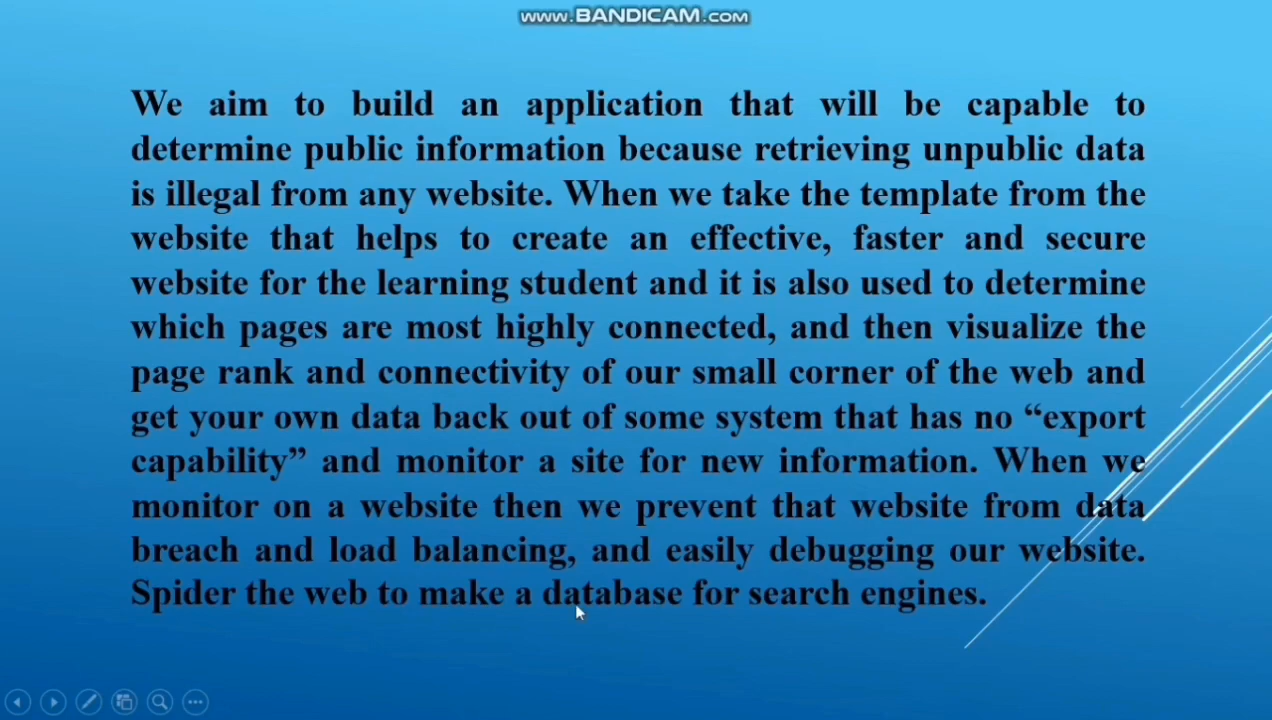 www.BANDICAM.com
We aim to build an application that will be capable to
determine public information because retrieving unpublic data
is illegal from any website. When we take the template from the
website that helps to create an effective, faster and secure
website for the learning student and it is also used to determine
which pages are most highly connected, and then visualize the
page rank and connectivity of our small corner of the web and
get your own data back out of some system that has no “export
capability” and monitor a site for new information. When we
monitor on a website then we prevent that website from data
breach and load balancing, and easily debugging our website.
Spider the web to make a database for search engines.